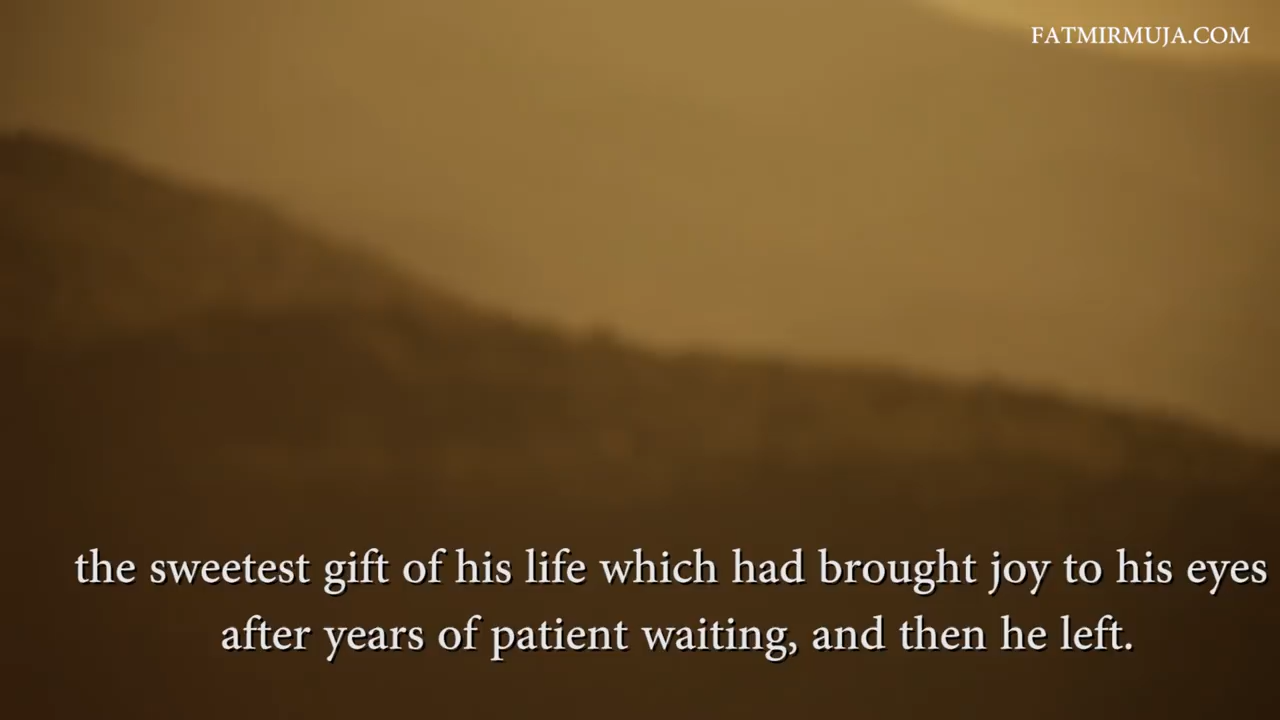 FATMIRMUJA.COM
the sweetest gift of his life which had brought joy to his eyes
after years of patient waiting, and then he left.